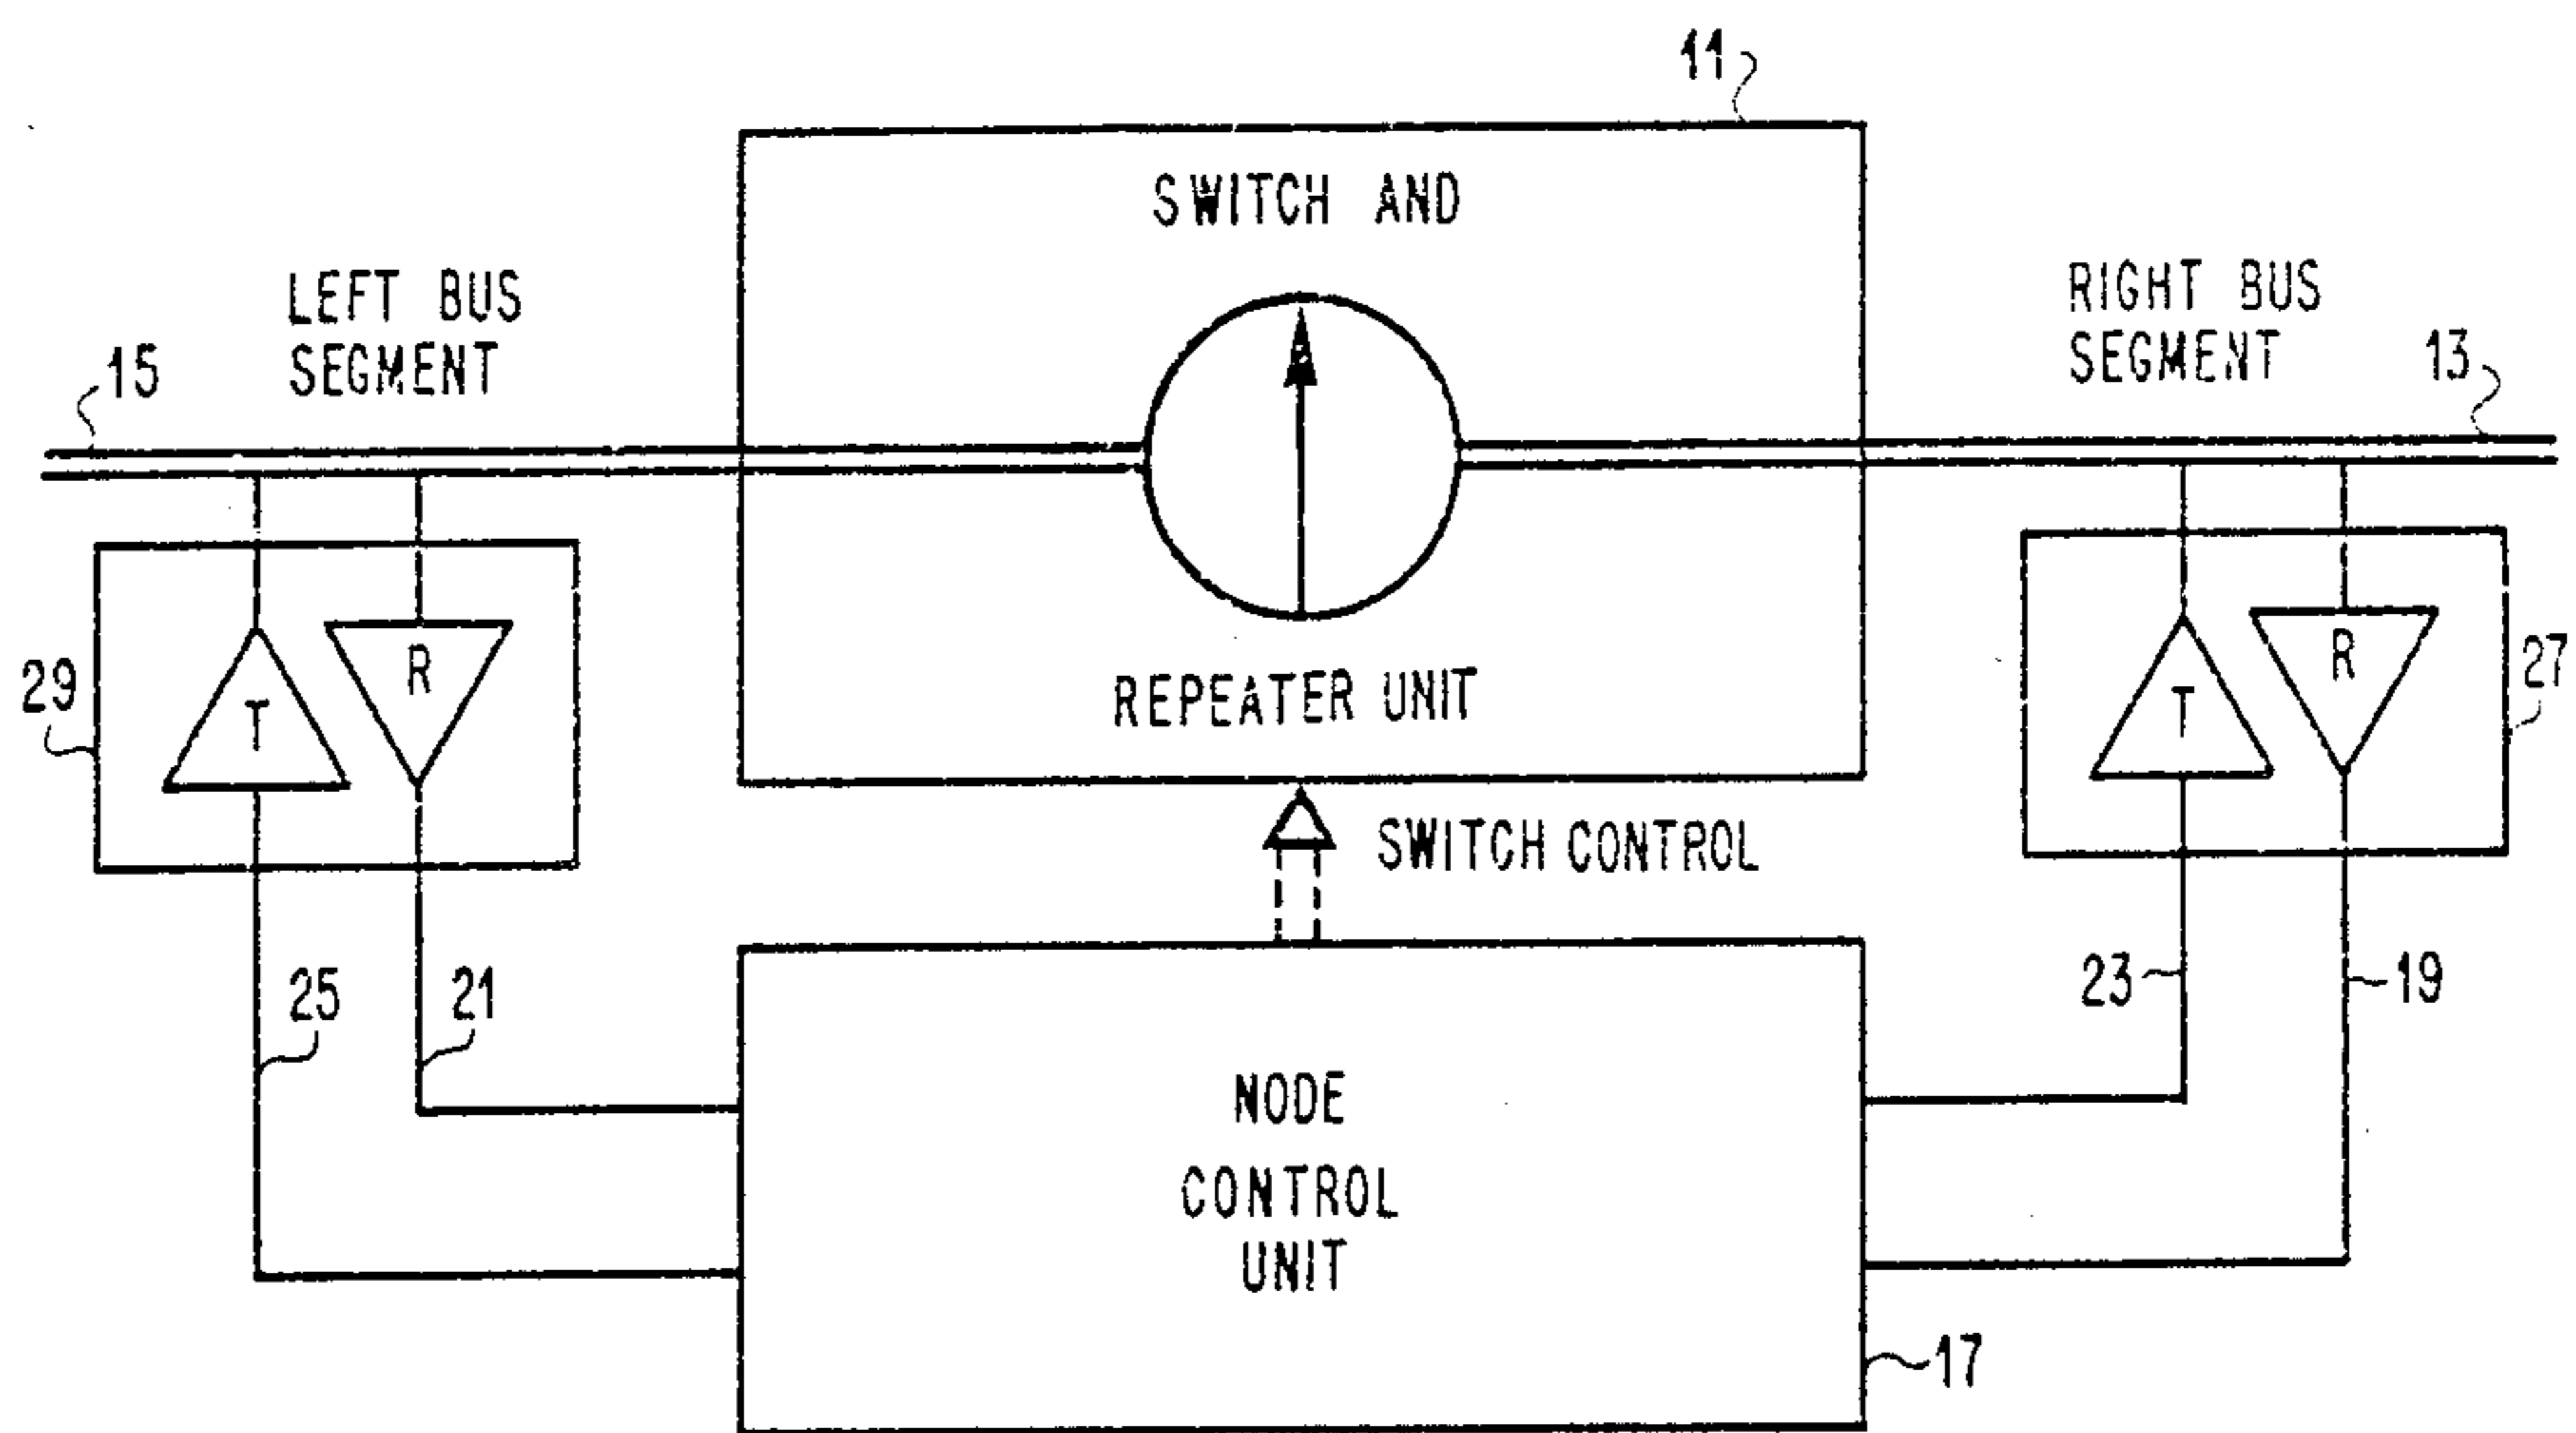 11
SWITCH AND
LEFT BUS
SEGMENT
RIGHT BUS
SEGMENT
15
13
R
T
R
T
29
27
REPEATER UNIT
SWITCH CONTROL
25
21
23
19
NODE
CONTROL
UNIT
17